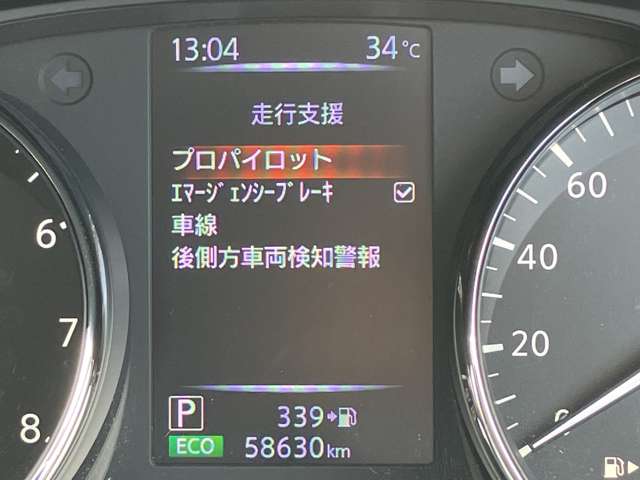 13:04 34℃
走行支援
プロパイロット
ｴﾏｰｼﾞｪﾝｼｰﾌﾞﾚｰｷ
車線
後側方車両検知警報
P 339
ECO 58630km
6
7
8
60
40
20
0